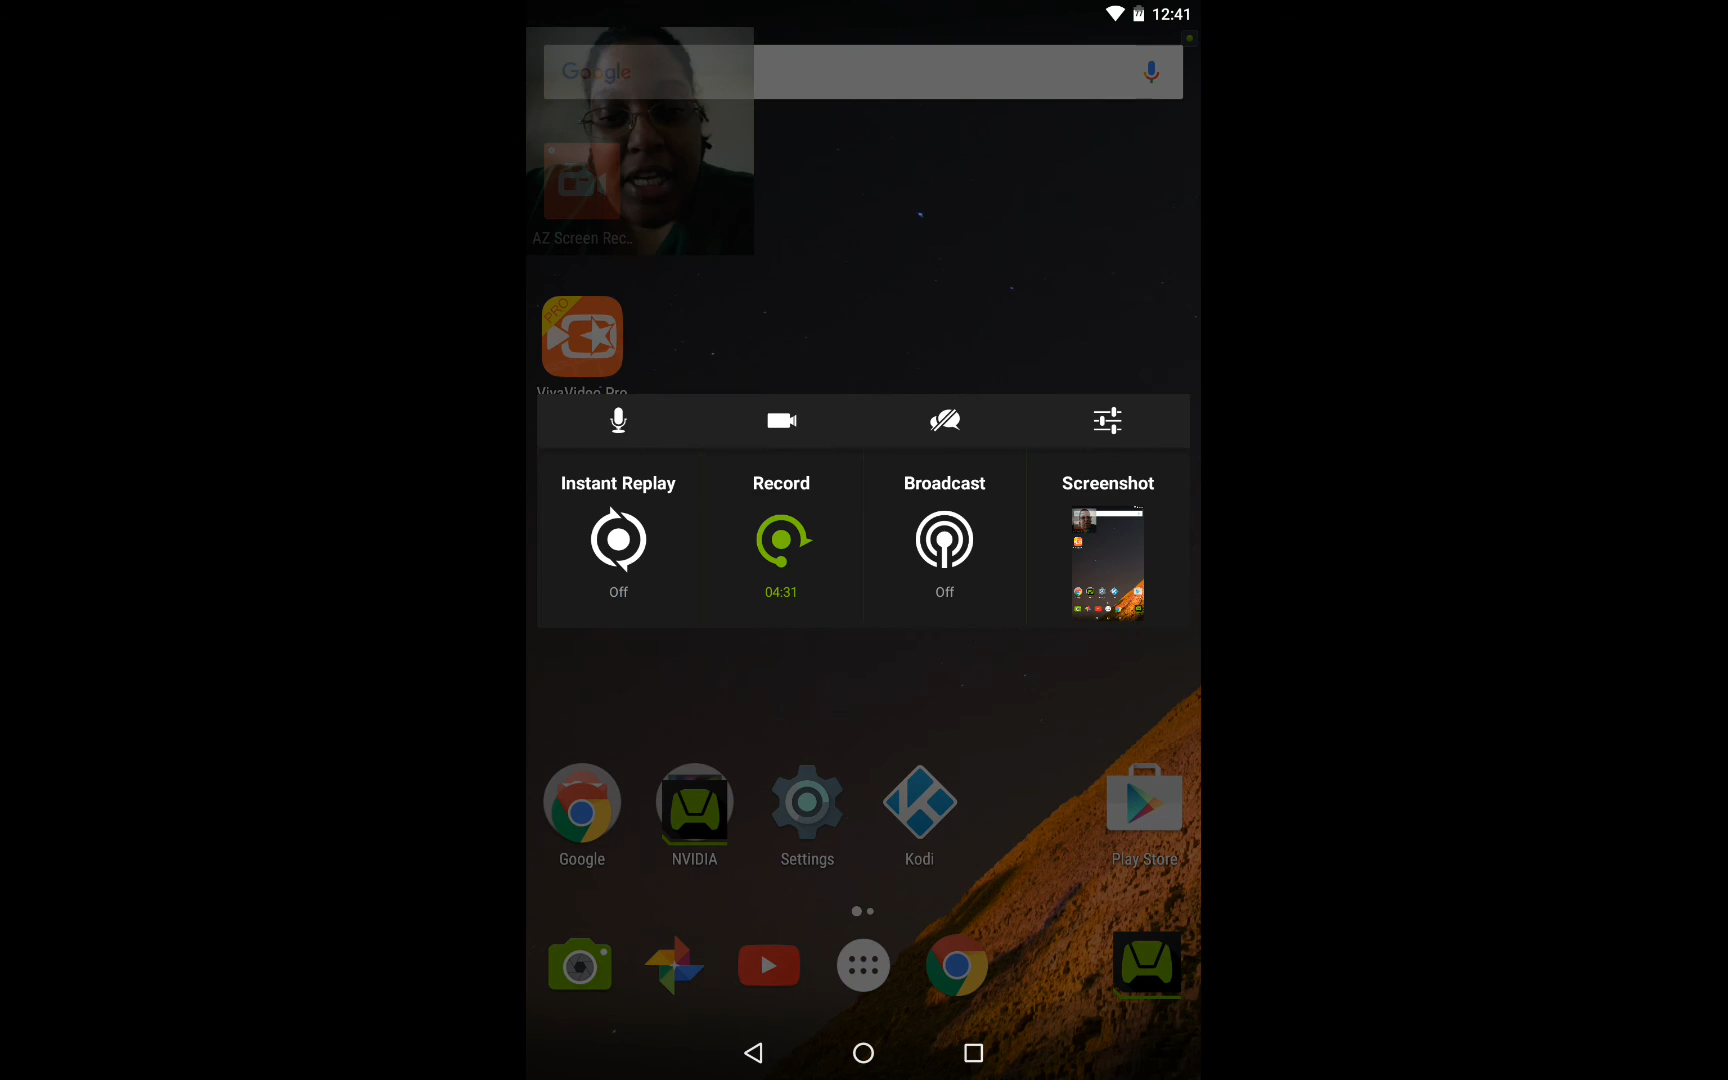 12:41
Google
AZ Screen Rec..
PRO
VivaVideo Pro
Instant Replay
Record
Broadcast
Screenshot
Off
04:31
Off
Google
NVIDIA
Settings
Kodi
Play Store